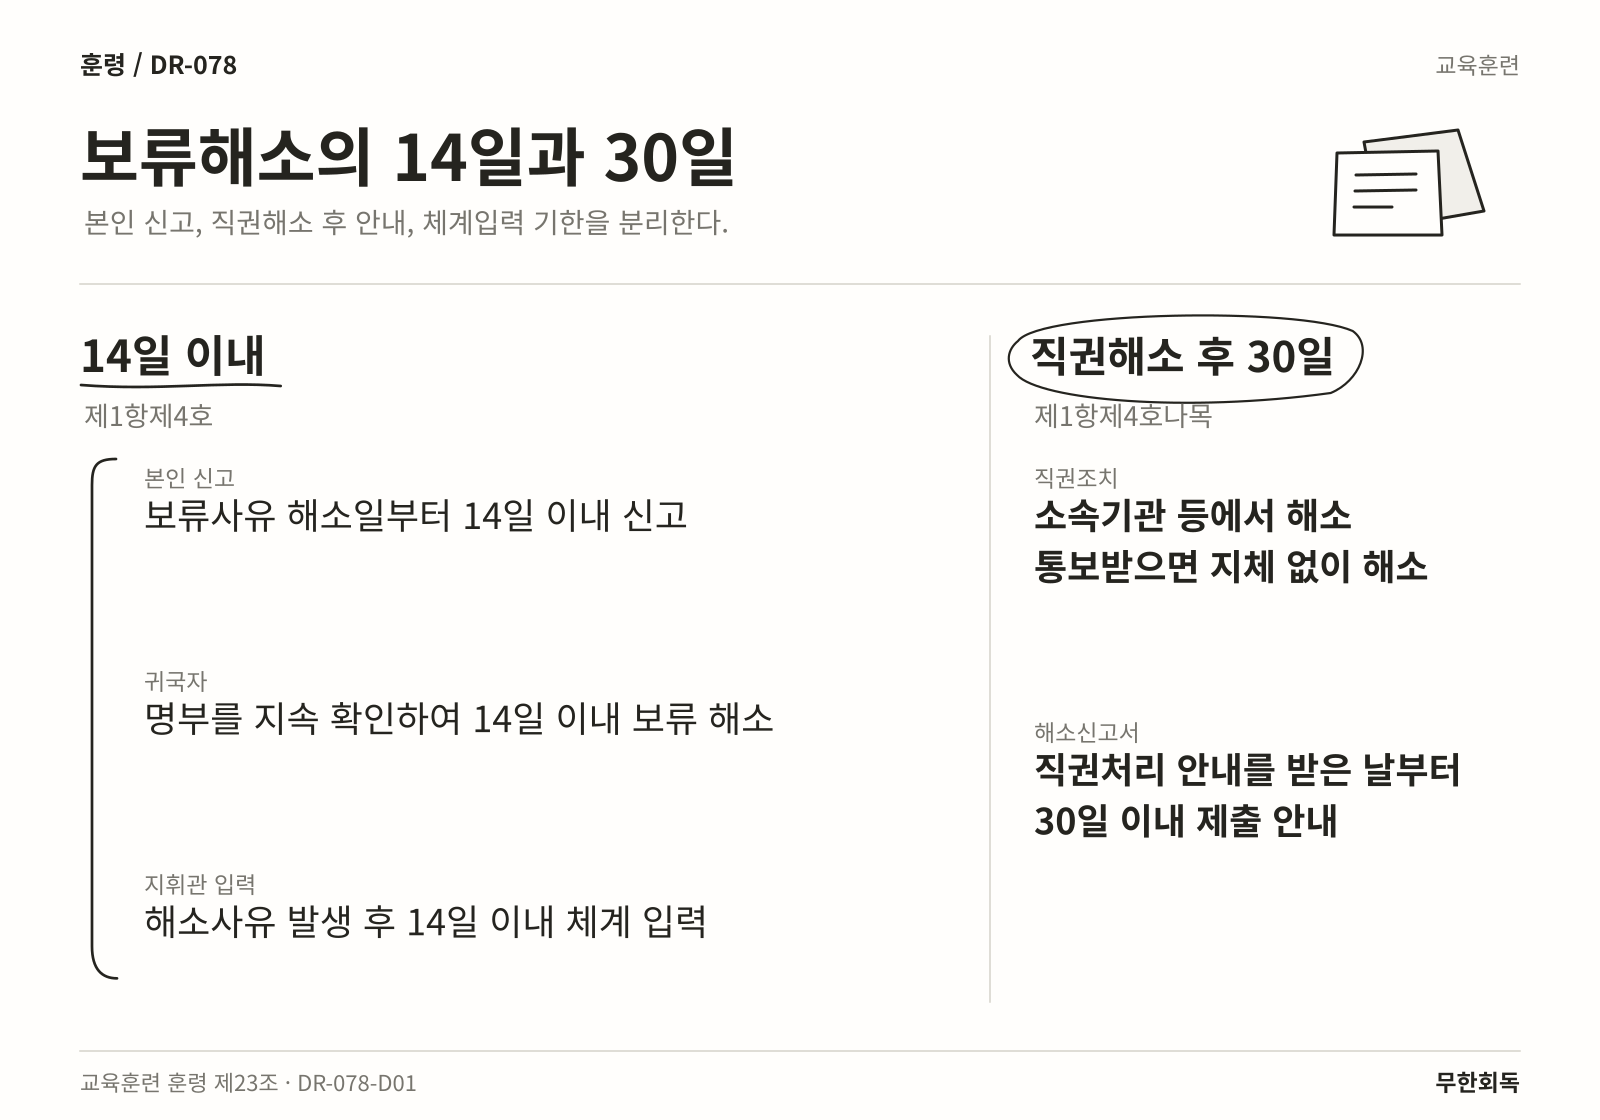 훈령 / DR-078
교육훈련
보류해소의 14일과 30일
본인 신고, 직권해소 후 안내, 체계입력 기한을 분리한다.
14일 이내
제1항제4호
본인 신고
보류사유 해소일부터 14일 이내 신고
귀국자
명부를 지속 확인하여 14일 이내 보류 해소
지휘관 입력
해소사유 발생 후 14일 이내 체계 입력
직권해소 후 30일
제1항제4호나목
직권조치
소속기관 등에서 해소
통보받으면 지체 없이 해소
해소신고서
직권처리 안내를 받은 날부터
30일 이내 제출 안내
교육훈련 훈령 제23조 · DR-078-D01
무한회독